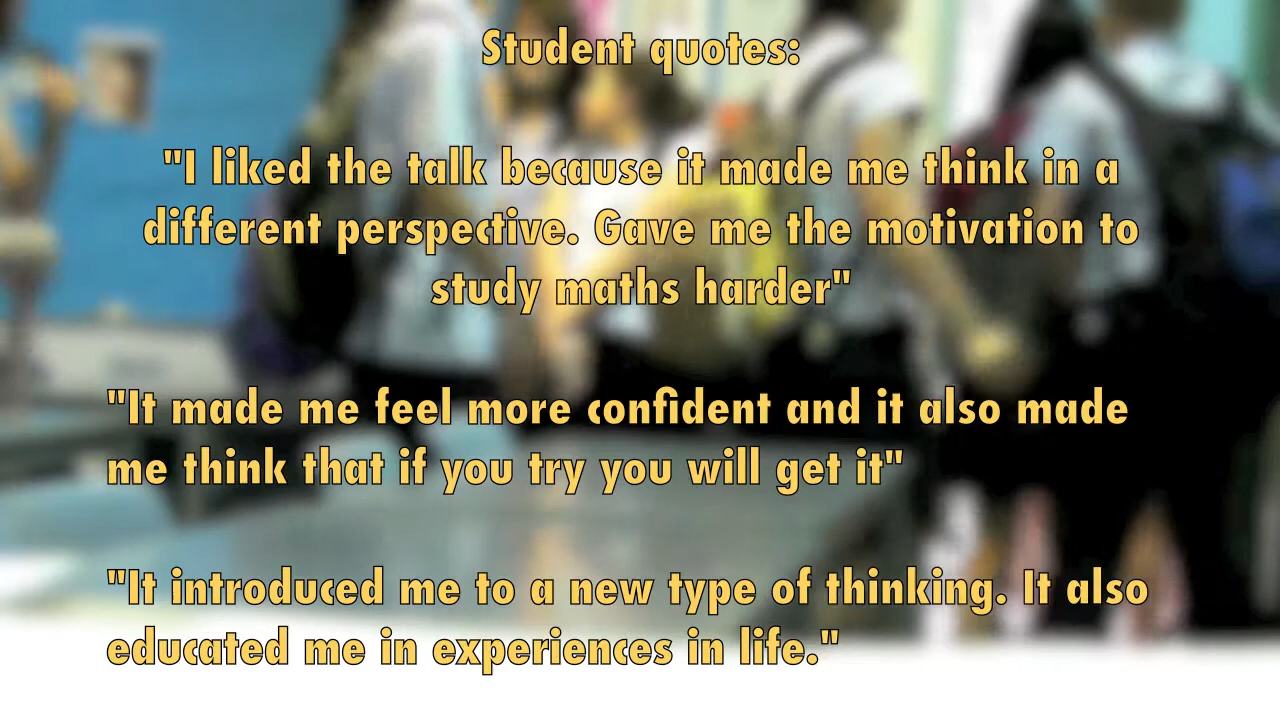 Student quotes:
"I liked the talk because it made me think in a
different perspective. Gave me the motivation to
study maths harder"
"It made me feel more confident and it also made
me think that if you try you will get it"
"It introduced me to a new type of thinking. It also
educated me in experiences in life."